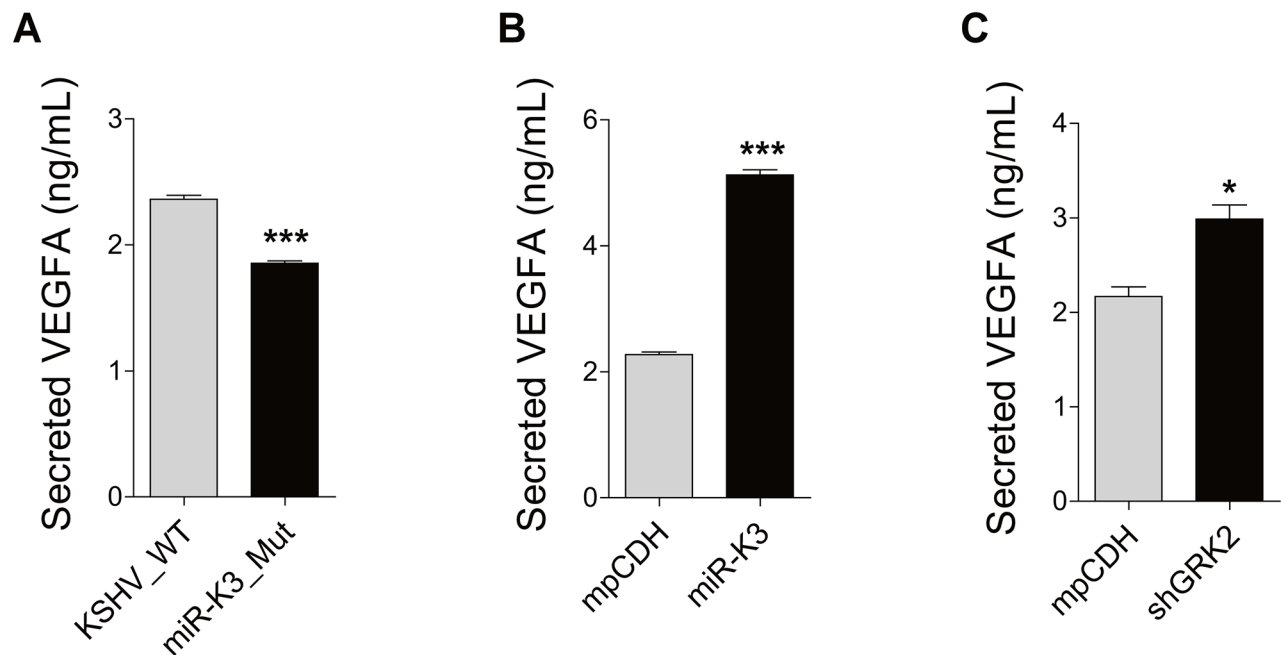 A
Secreted VEGFA (ng/mL)
3
2
1
0
***
KSHV_WT
miR-K3_Mut
B
Secreted VEGFA (ng/mL)
6
4
2
0
***
mpCDH
miR-K3
C
Secreted VEGFA (ng/mL)
4
3
2
1
0
*
mpCDH
shGRK2